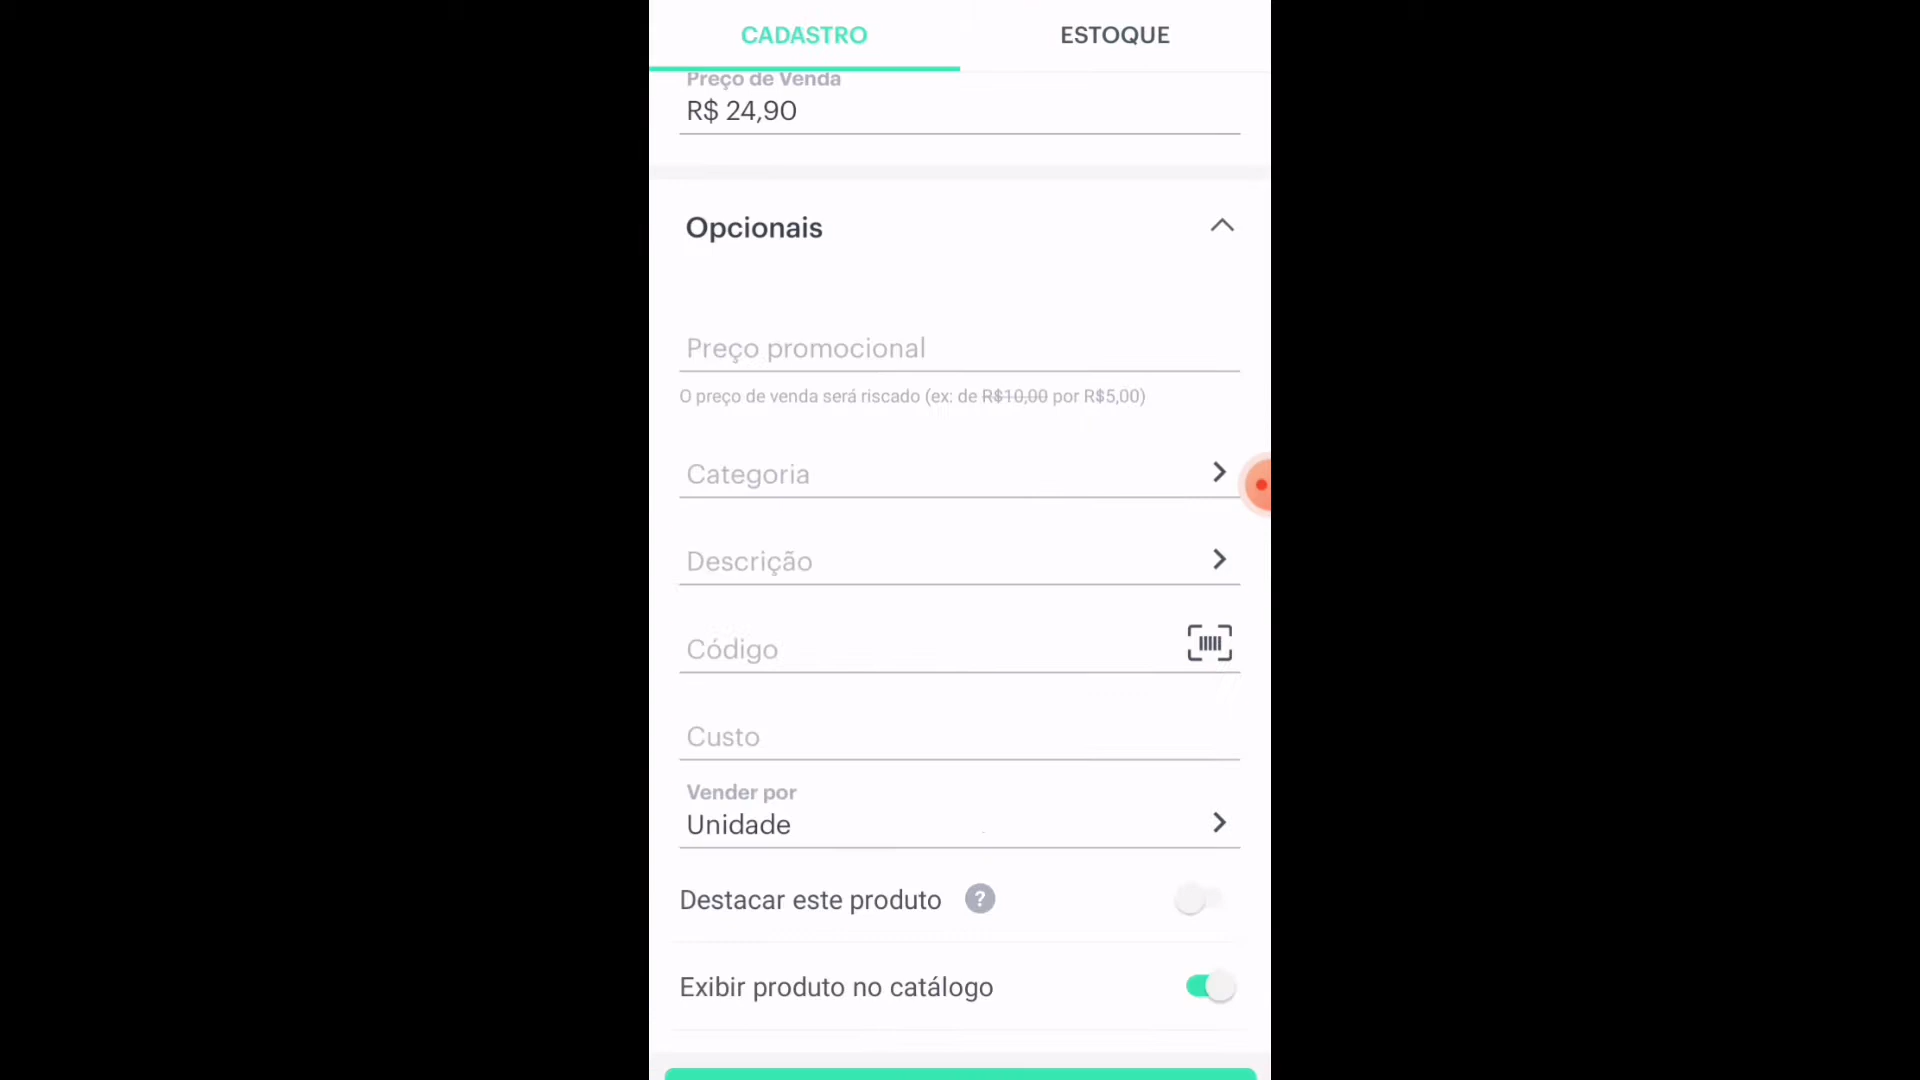 CADASTRO ESTOQUE
Preço de Venda
R$ 24,90
Opcionais
Preço promocional
O preço de venda será riscado (ex: de R$10,00 por R$5,00)
Categoria
Descrição
Código
Custo
Vender por
Unidade
Destacar este produto ?
Exibir produto no catálogo